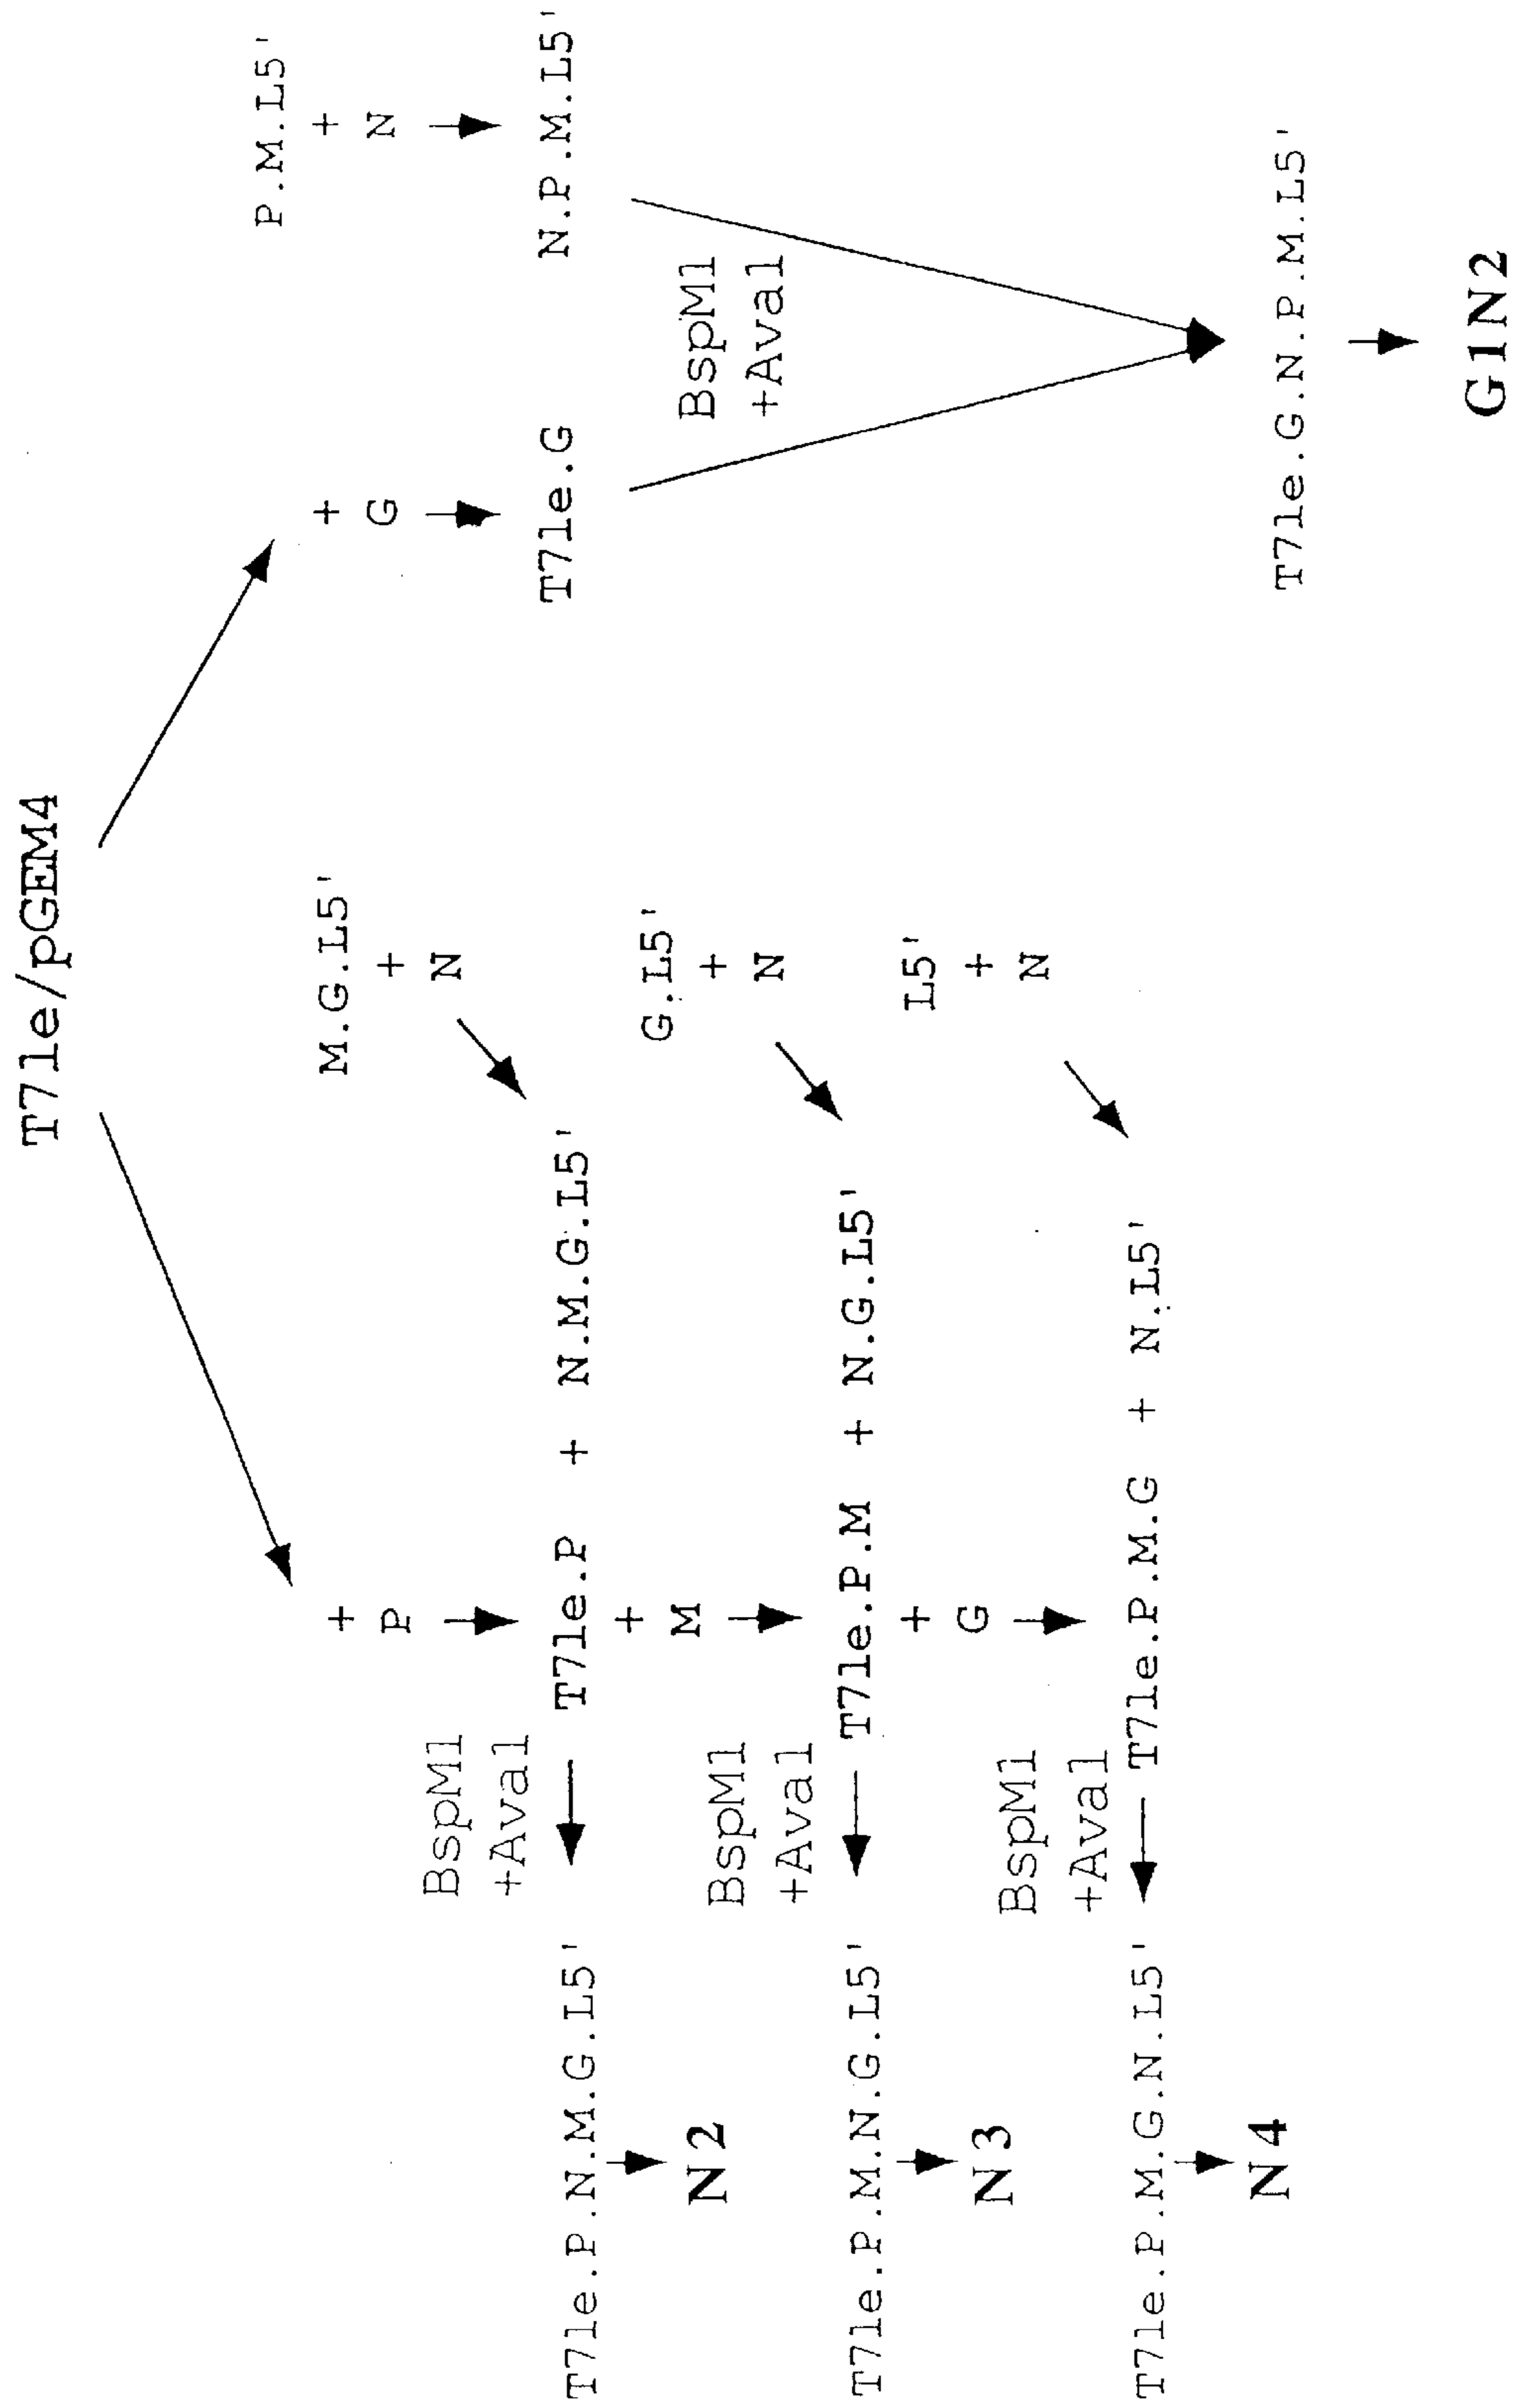 T7le/pGEM4
+
P
+
G
P.M.L5'
+
N
M.G.L5'
+
N
BspM1
+Ava1
T7le.P.N.M.G.L5'
T7le.P + N.M.G.L5'
T7le.G
N.P.M.L5'
N2
+
M
G.L5'
+
N
BspM1
+Ava1
BspM1
+Ava1
T7le.P.M.N.G.L5'
T7le.P.M + N.G.L5'
N3
+
G
L5'
+
N
BspM1
+Ava1
T7le.P.M.G.N.L5'
T7le.P.M.G + N.L5'
N4
T7le.G.N.P.M.L5'
G1N2